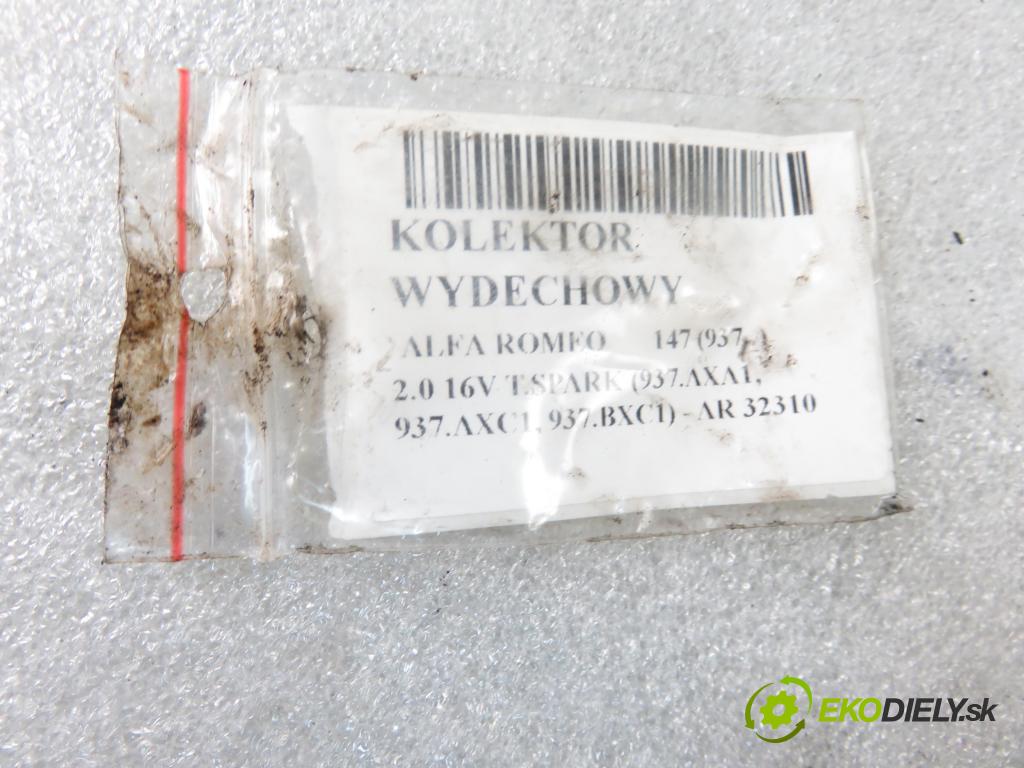 KOLEKTOR
WYDECHOWY
ALFA ROMEO 147 (937_)
2.0 16V T.SPARK (937.AXA1,
937.AXC1, 937.BXC1) - AR 32310
EKODIELY.sk